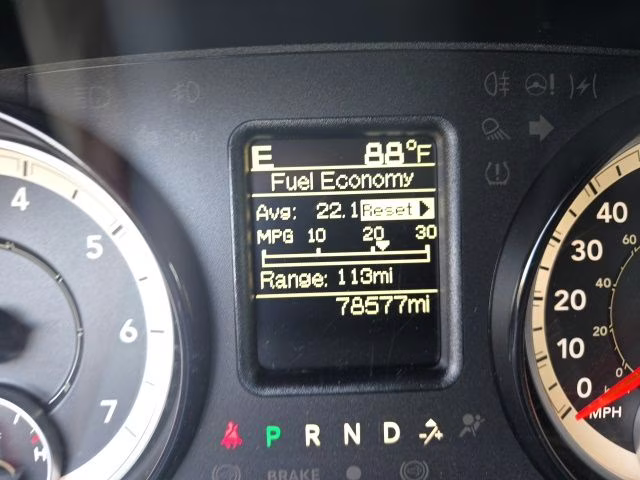 E 88°F
Fuel Economy
Avg: 22.1 Reset
MPG 10 20 30
Range: 113mi
78577mi
P R N D
BRAKE
4
5
6
7
H
40
30
20
10
0
MPH
60
40
20
0